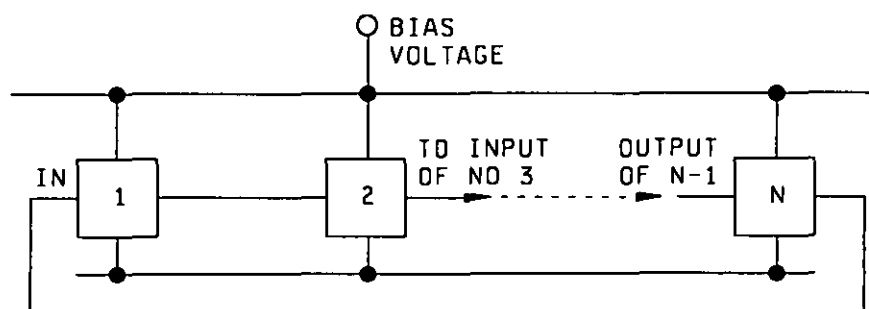 BIAS
VOLTAGE
TO INPUT
OF NO 3
OUTPUT
OF N-1
IN
1
2
N